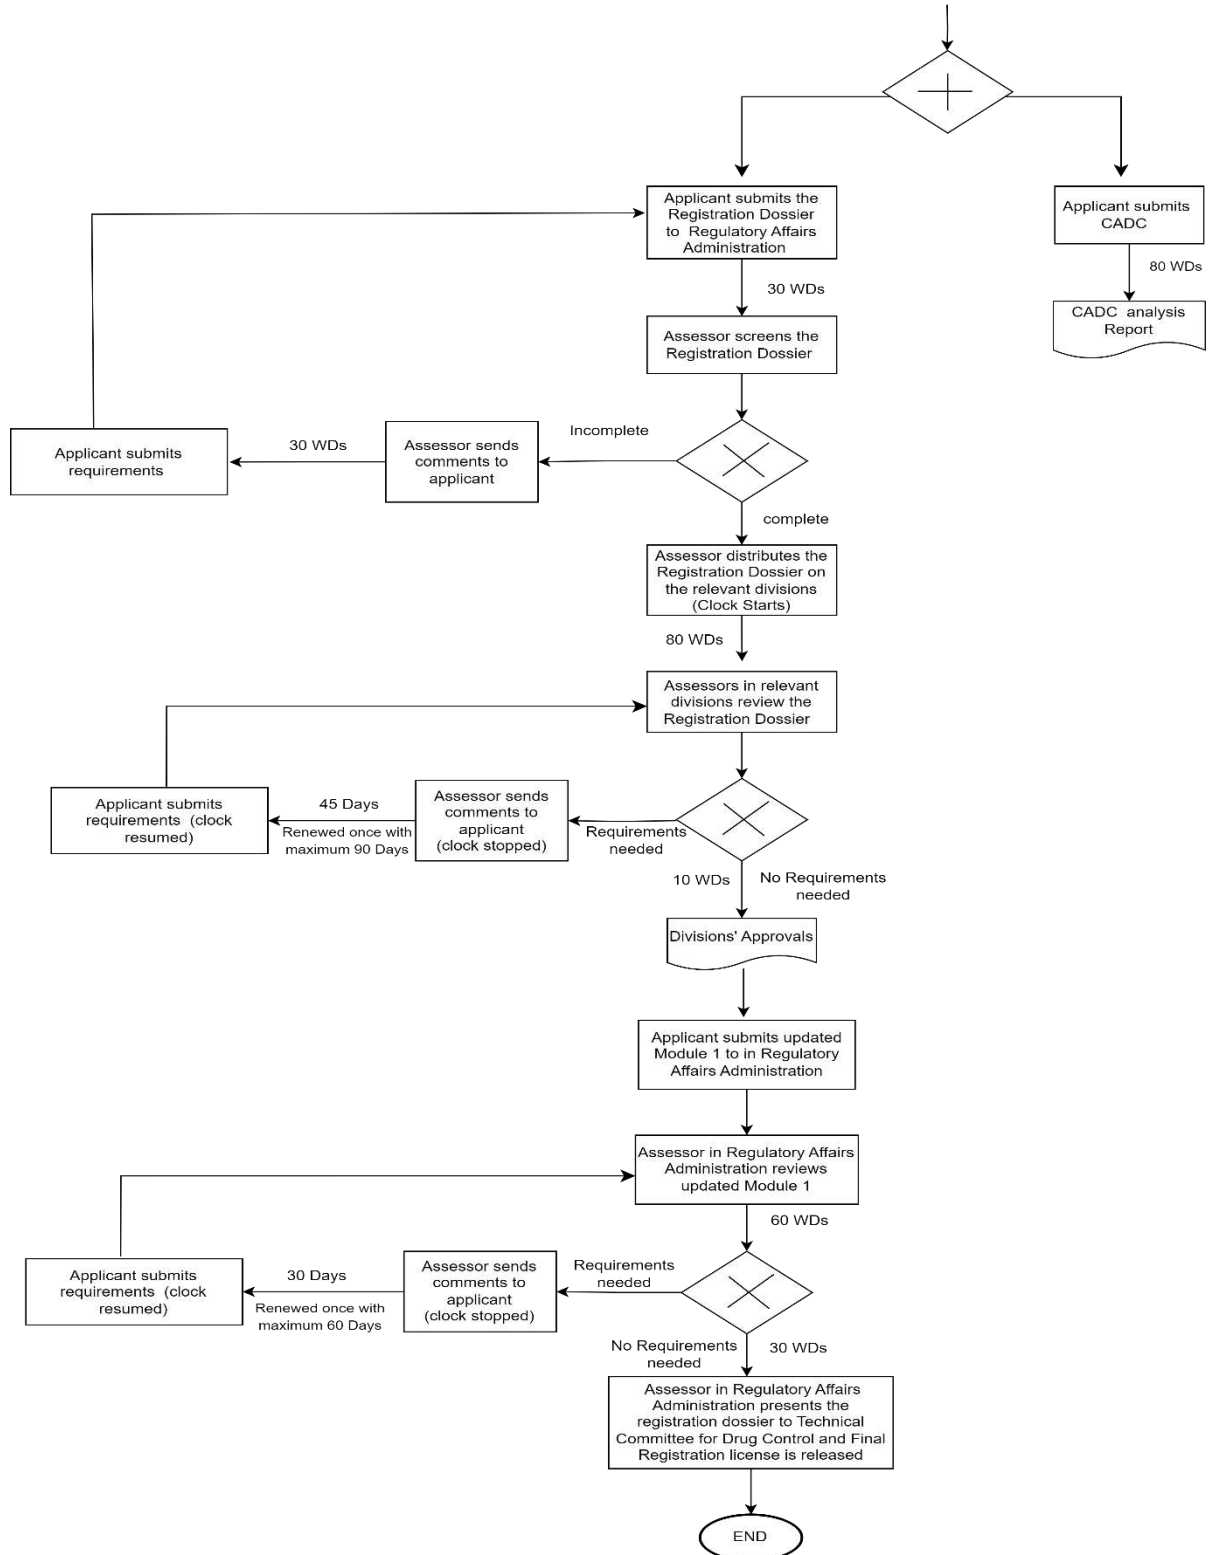 Applicant submits the
Registration Dossier
to Regulatory Affairs
Administration
Applicant submits
CADC
80 WDs
CADC analysis
Report
30 WDs
Assessor screens the
Registration Dossier
Incomplete
Assessor sends
comments to
applicant
30 WDs
Applicant submits
requirements
complete
Assessor distributes the
Registration Dossier on
the relevant divisions
(Clock Starts)
80 WDs
Assessors in relevant
divisions review the
Registration Dossier
Requirements
needed
Assessor sends
comments to
applicant
(clock stopped)
45 Days
Renewed once with
maximum 90 Days
Applicant submits
requirements (clock
resumed)
10 WDs
No Requirements
needed
Divisions' Approvals
Applicant submits updated
Module 1 to in Regulatory
Affairs Administration
Assessor in Regulatory Affairs
Administration reviews
updated Module 1
60 WDs
Requirements
needed
Assessor sends
comments to
applicant
(clock stopped)
30 Days
Renewed once with
maximum 60 Days
Applicant submits
requirements (clock
resumed)
No Requirements
needed
30 WDs
Assessor in Regulatory Affairs
Administration presents the
registration dossier to Technical
Committee for Drug Control and Final
Registration license is released
END